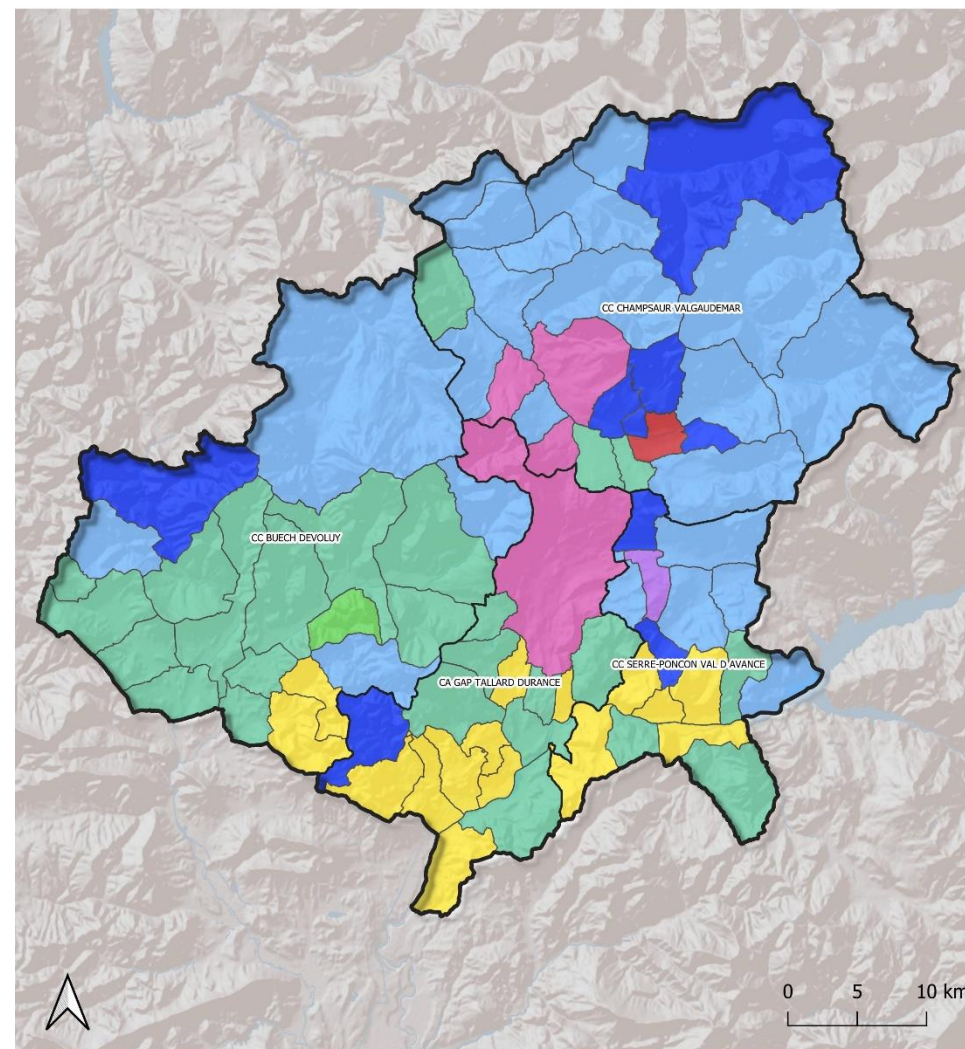 CC CHAMPSAUR VALGAUDEMAR
CC BUECH DEVOLUY
CC SERRE-PONCON VAL D AVANCE
CA GAP TALLARD DURANCE
0 5 10 km